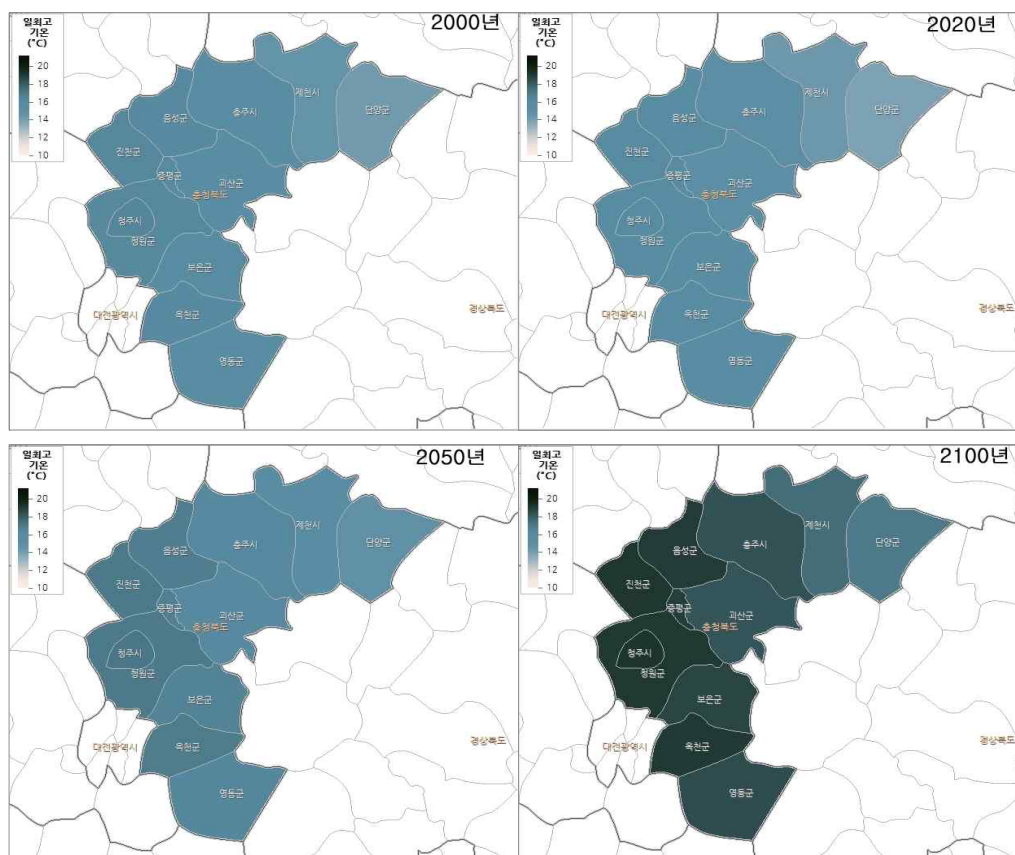 일최고
기온
(°C)
20
18
16
14
12
10
2000년
제천시
충주시
단양군
음성군
진천군
증평군
괴산군
충청북도
청주시
청원군
보은군
옥천군
대전광역시
경상북도
영동군
일최고
기온
(°C)
20
18
16
14
12
10
2020년
제천시
충주시
단양군
음성군
진천군
증평군
괴산군
충청북도
청주시
청원군
보은군
옥천군
대전광역시
경상북도
영동군
일최고
기온
(°C)
20
18
16
14
12
10
2050년
제천시
충주시
단양군
음성군
진천군
증평군
괴산군
충청북도
청주시
청원군
보은군
옥천군
대전광역시
경상북도
영동군
일최고
기온
(°C)
20
18
16
14
12
10
2100년
제천시
충주시
단양군
음성군
진천군
증평군
괴산군
충청북도
청주시
청원군
보은군
옥천군
대전광역시
경상북도
영동군